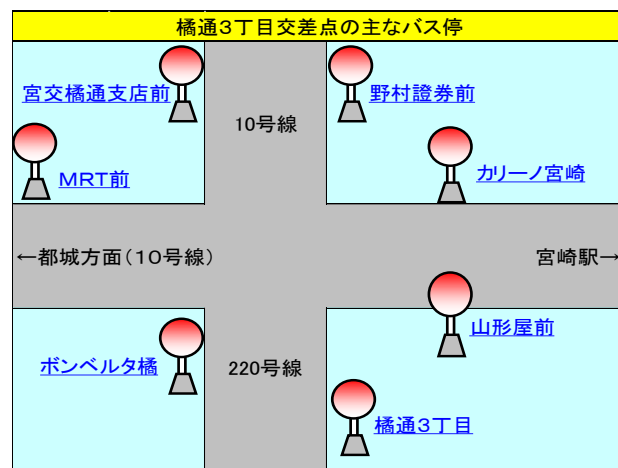 橘通3丁目交差点の主なバス停
宮交橘通支店前
野村證券前
10号線
MRT前
カリーノ宮崎
←都城方面(10号線)
宮崎駅→
山形屋前
ボンベルタ橘
220号線
橘通3丁目